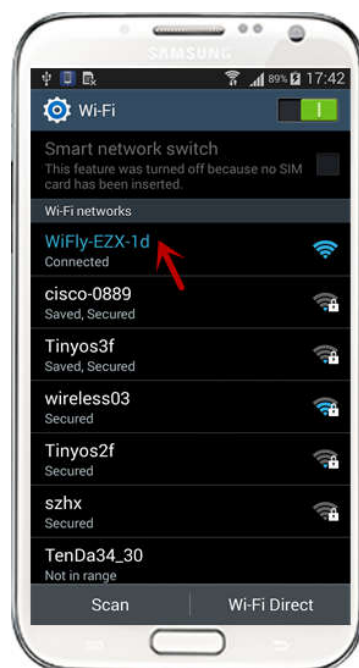 SAMSUNG
89% 17:42
Wi-Fi
Smart network switch
This feature was turned off because no SIM
card has been inserted.
Wi-Fi networks
WiFly-EZX-1d
Connected
cisco-0889
Saved, Secured
Tinyos3f
Saved, Secured
wireless03
Secured
Tinyos2f
Secured
szhx
Secured
TenDa34_30
Not in range
Scan
Wi-Fi Direct